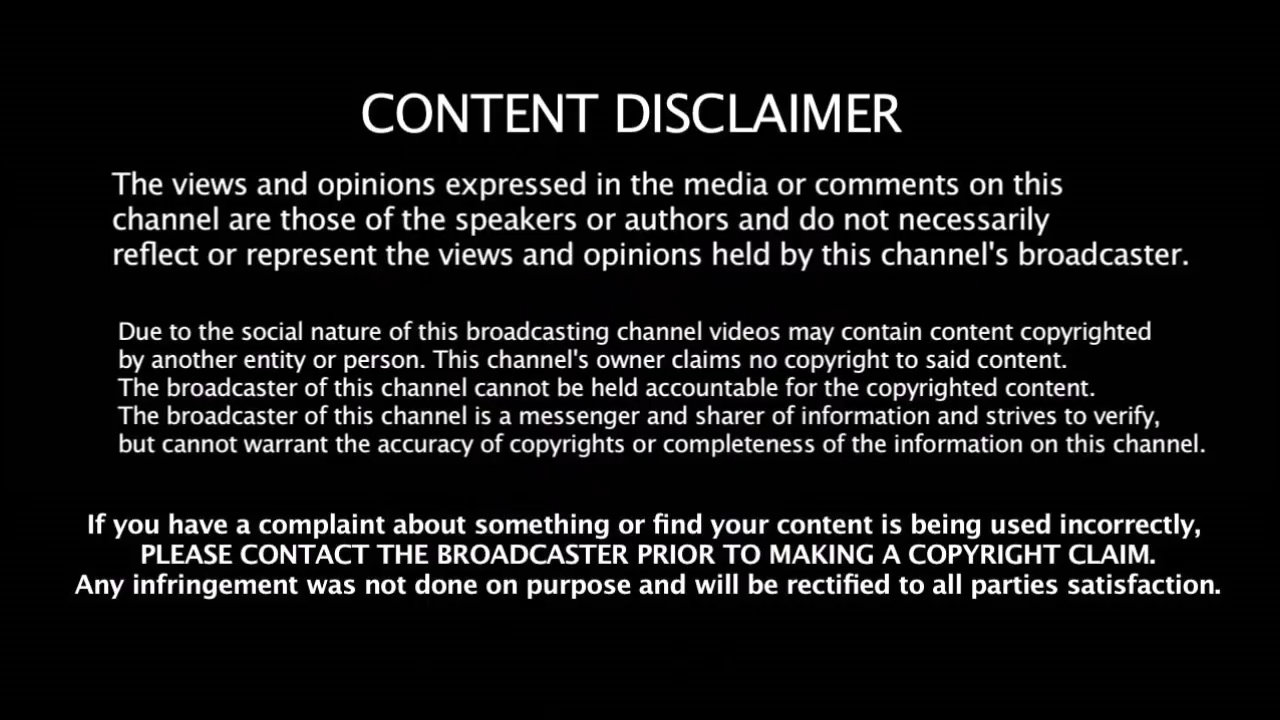 CONTENT DISCLAIMER
The views and opinions expressed in the media or comments on this
channel are those of the speakers or authors and do not necessarily
reflect or represent the views and opinions held by this channel's broadcaster.
Due to the social nature of this broadcasting channel videos may contain content copyrighted
by another entity or person. This channel's owner claims no copyright to said content.
The broadcaster of this channel cannot be held accountable for the copyrighted content.
The broadcaster of this channel is a messenger and sharer of information and strives to verify,
but cannot warrant the accuracy of copyrights or completeness of the information on this channel.
If you have a complaint about something or find your content is being used incorrectly,
PLEASE CONTACT THE BROADCASTER PRIOR TO MAKING A COPYRIGHT CLAIM.
Any infringement was not done on purpose and will be rectified to all parties satisfaction.